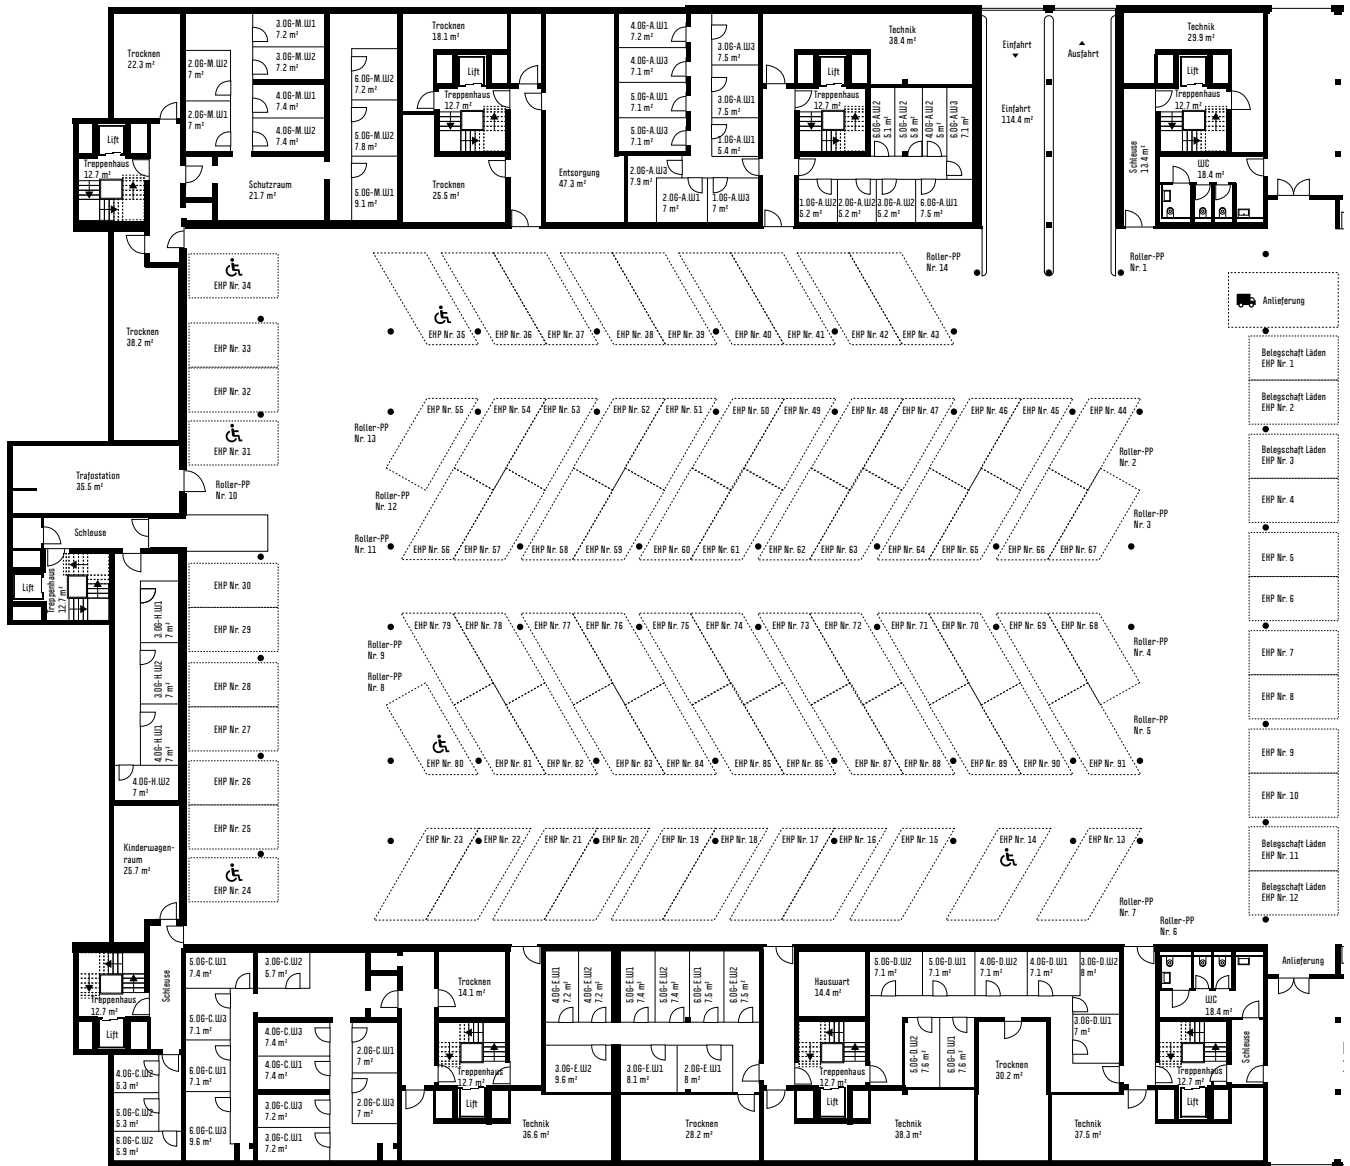 Trocknen
22.3 m²
2.OG-M.W2
7 m²
2.OG-M.W1
7 m²
3.OG-M.W1
7.2 m²
3.OG-M.W2
7.2 m²
4.OG-M.W1
7.4 m²
4.OG-M.W2
7.4 m²
6.OG-M.W2
7.2 m²
5.OG-M.W2
7.8 m²
5.OG-M.W1
9.1 m²
Trocknen
18.1 m²
Lift
Treppenhaus
12.7 m²
Trocknen
25.5 m²
Entsorgung
47.3 m²
4.OG-A.W1
7.2 m²
4.OG-A.W3
7.1 m²
5.OG-A.W1
7.1 m²
5.OG-A.W3
7.1 m²
2.OG-A.W3
7.9 m²
3.OG-A.W3
7.5 m²
3.OG-A.W1
7.5 m²
1.OG-A.W1
5.4 m²
2.OG-A.W1
7 m²
1.OG-A.W3
7 m²
Technik
38.4 m²
Lift
Treppenhaus
12.7 m²
6.OG-A.W2
5.1 m²
5.OG-A.W2
5.8 m²
4.OG-A.W2
5 m²
6.OG-A.W3
7.1 m²
1.OG-A.W2
5.2 m²
2.OG-A.W2
5.2 m²
3.OG-A.W2
5.2 m²
6.OG-A.W1
7.5 m²
Einfahrt
Ausfahrt
Einfahrt
114.4 m²
Technik
29.9 m²
Lift
Treppenhaus
12.7 m²
Schleuse
13.4 m²
WC
18.4 m²
Lift
Treppenhaus
12.7 m²
Schutzraum
21.7 m²
Roller-PP
Nr. 14
Roller-PP
Nr. 1
Anlieferung
EHP Nr. 34
EHP Nr. 35
EHP Nr. 36
EHP Nr. 37
EHP Nr. 38
EHP Nr. 39
EHP Nr. 40
EHP Nr. 41
EHP Nr. 42
EHP Nr. 43
Trocknen
38.2 m²
EHP Nr. 33
EHP Nr. 32
EHP Nr. 31
Belegschaft Läden
EHP Nr. 1
Belegschaft Läden
EHP Nr. 2
Belegschaft Läden
EHP Nr. 3
EHP Nr. 4
EHP Nr. 5
EHP Nr. 6
EHP Nr. 7
EHP Nr. 8
EHP Nr. 9
EHP Nr. 10
Belegschaft Läden
EHP Nr. 11
Belegschaft Läden
EHP Nr. 12
EHP Nr. 55
EHP Nr. 54
EHP Nr. 53
EHP Nr. 52
EHP Nr. 51
EHP Nr. 50
EHP Nr. 49
EHP Nr. 48
EHP Nr. 47
EHP Nr. 46
EHP Nr. 45
EHP Nr. 44
Roller-PP
Nr. 13
Roller-PP
Nr. 2
Trafostation
35.5 m²
Roller-PP
Nr. 10
Roller-PP
Nr. 12
Roller-PP
Nr. 3
Schleuse
Roller-PP
Nr. 11
EHP Nr. 56
EHP Nr. 57
EHP Nr. 58
EHP Nr. 59
EHP Nr. 60
EHP Nr. 61
EHP Nr. 62
EHP Nr. 63
EHP Nr. 64
EHP Nr. 65
EHP Nr. 66
EHP Nr. 67
Lift
Treppenhaus
12.7 m²
3.OG-H.W1
7 m²
3.OG-H.W2
7 m²
4.OG-H.W1
7 m²
4.OG-H.W2
7 m²
EHP Nr. 30
EHP Nr. 29
EHP Nr. 28
EHP Nr. 27
EHP Nr. 26
EHP Nr. 25
EHP Nr. 24
EHP Nr. 79
EHP Nr. 78
EHP Nr. 77
EHP Nr. 76
EHP Nr. 75
EHP Nr. 74
EHP Nr. 73
EHP Nr. 72
EHP Nr. 71
EHP Nr. 70
EHP Nr. 69
EHP Nr. 68
Roller-PP
Nr. 9
Roller-PP
Nr. 8
Roller-PP
Nr. 4
Roller-PP
Nr. 5
EHP Nr. 80
EHP Nr. 81
EHP Nr. 82
EHP Nr. 83
EHP Nr. 84
EHP Nr. 85
EHP Nr. 86
EHP Nr. 87
EHP Nr. 88
EHP Nr. 89
EHP Nr. 90
EHP Nr. 91
Kinderwagen-
raum
25.7 m²
EHP Nr. 23
EHP Nr. 22
EHP Nr. 21
EHP Nr. 20
EHP Nr. 19
EHP Nr. 18
EHP Nr. 17
EHP Nr. 16
EHP Nr. 15
EHP Nr. 14
EHP Nr. 13
Roller-PP
Nr. 7
Roller-PP
Nr. 6
Treppenhaus
12.7 m²
Lift
Schleuse
5.OG-C.W1
7.4 m²
3.OG-C.W2
5.7 m²
5.OG-C.W3
7.1 m²
6.OG-C.W1
7.1 m²
6.OG-C.W3
9.6 m²
4.OG-C.W2
5.3 m²
5.OG-C.W2
5.3 m²
6.OG-C.W2
5.9 m²
4.OG-C.W3
7.4 m²
4.OG-C.W1
7.4 m²
3.OG-C.W3
7.2 m²
3.OG-C.W1
7.2 m²
2.OG-C.W1
7 m²
2.OG-C.W3
7 m²
Trocknen
14.1 m²
Treppenhaus
12.7 m²
Lift
4.OG-E.W1
7.2 m²
4.OG-E.W2
7.2 m²
5.OG-E.W1
7.4 m²
5.OG-E.W2
7.4 m²
6.OG-E.W1
7.5 m²
6.OG-E.W2
7.5 m²
3.OG-E.W2
9.6 m²
3.OG-E.W1
8.1 m²
2.OG-E.W1
8 m²
Technik
36.6 m²
Trocknen
28.2 m²
Hauswart
14.4 m²
Treppenhaus
12.7 m²
Lift
6.OG-D.W2
7.1 m²
5.OG-D.W1
7.1 m²
4.OG-D.W2
7.1 m²
4.OG-D.W1
7.1 m²
3.OG-D.W2
8 m²
3.OG-D.W1
7 m²
5.OG-D.W2
7.6 m²
6.OG-D.W1
7.6 m²
Trocknen
30.2 m²
Technik
38.3 m²
Technik
37.5 m²
WC
18.4 m²
Schleuse
Treppenhaus
12.7 m²
Lift
Anlieferung